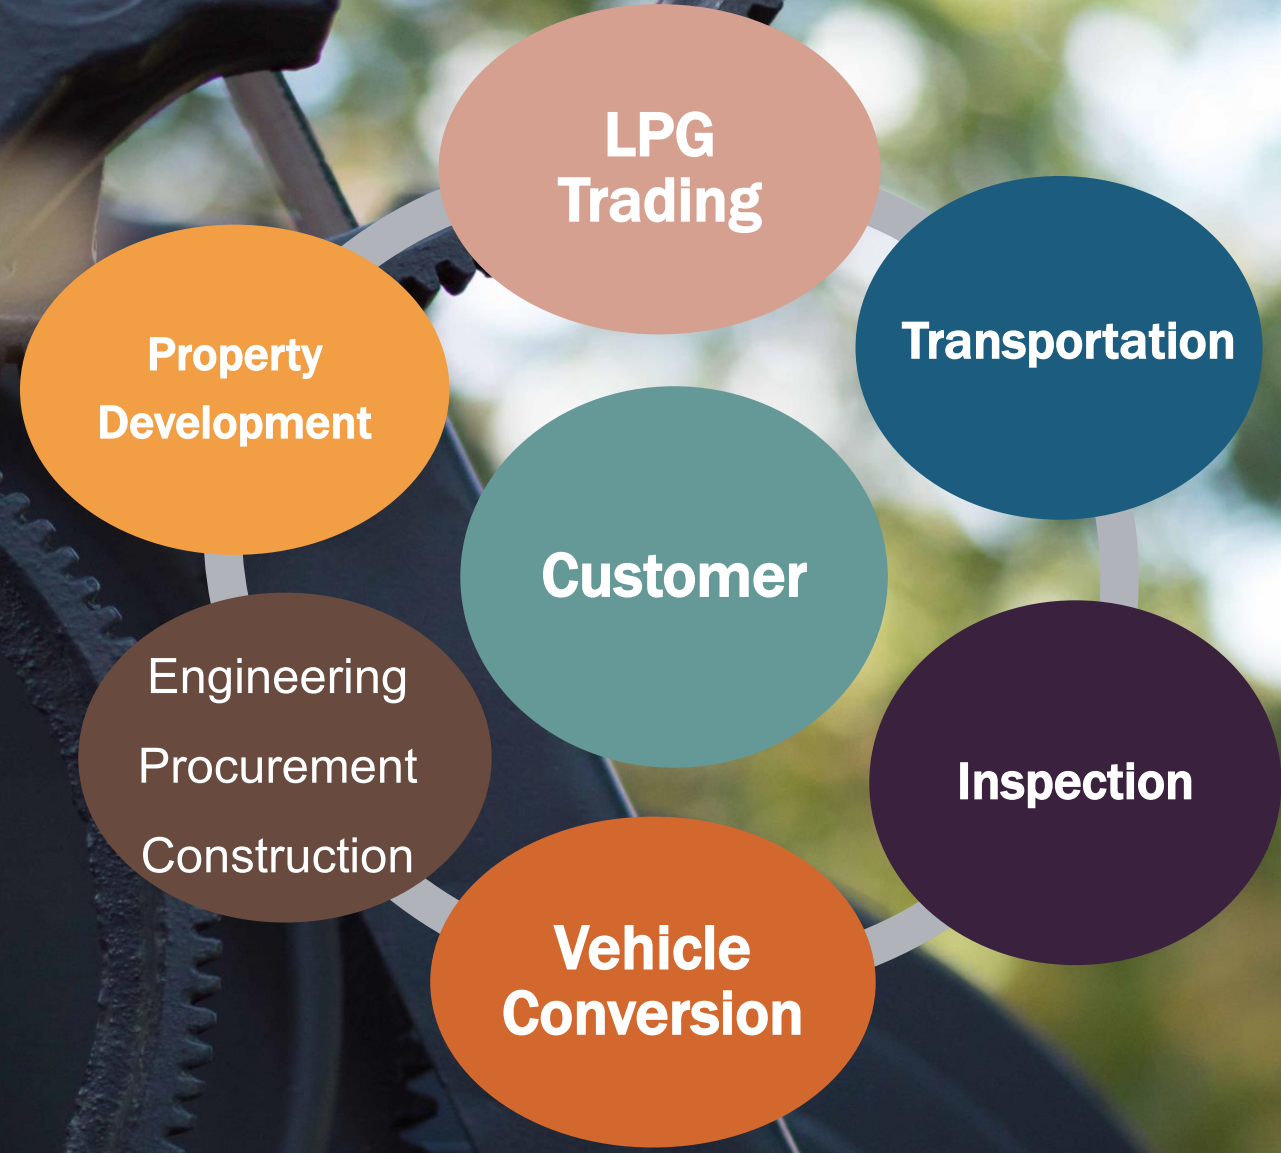 LPG
Trading
Transportation
Property
Development
Customer
Engineering
Procurement
Construction
Inspection
Vehicle
Conversion